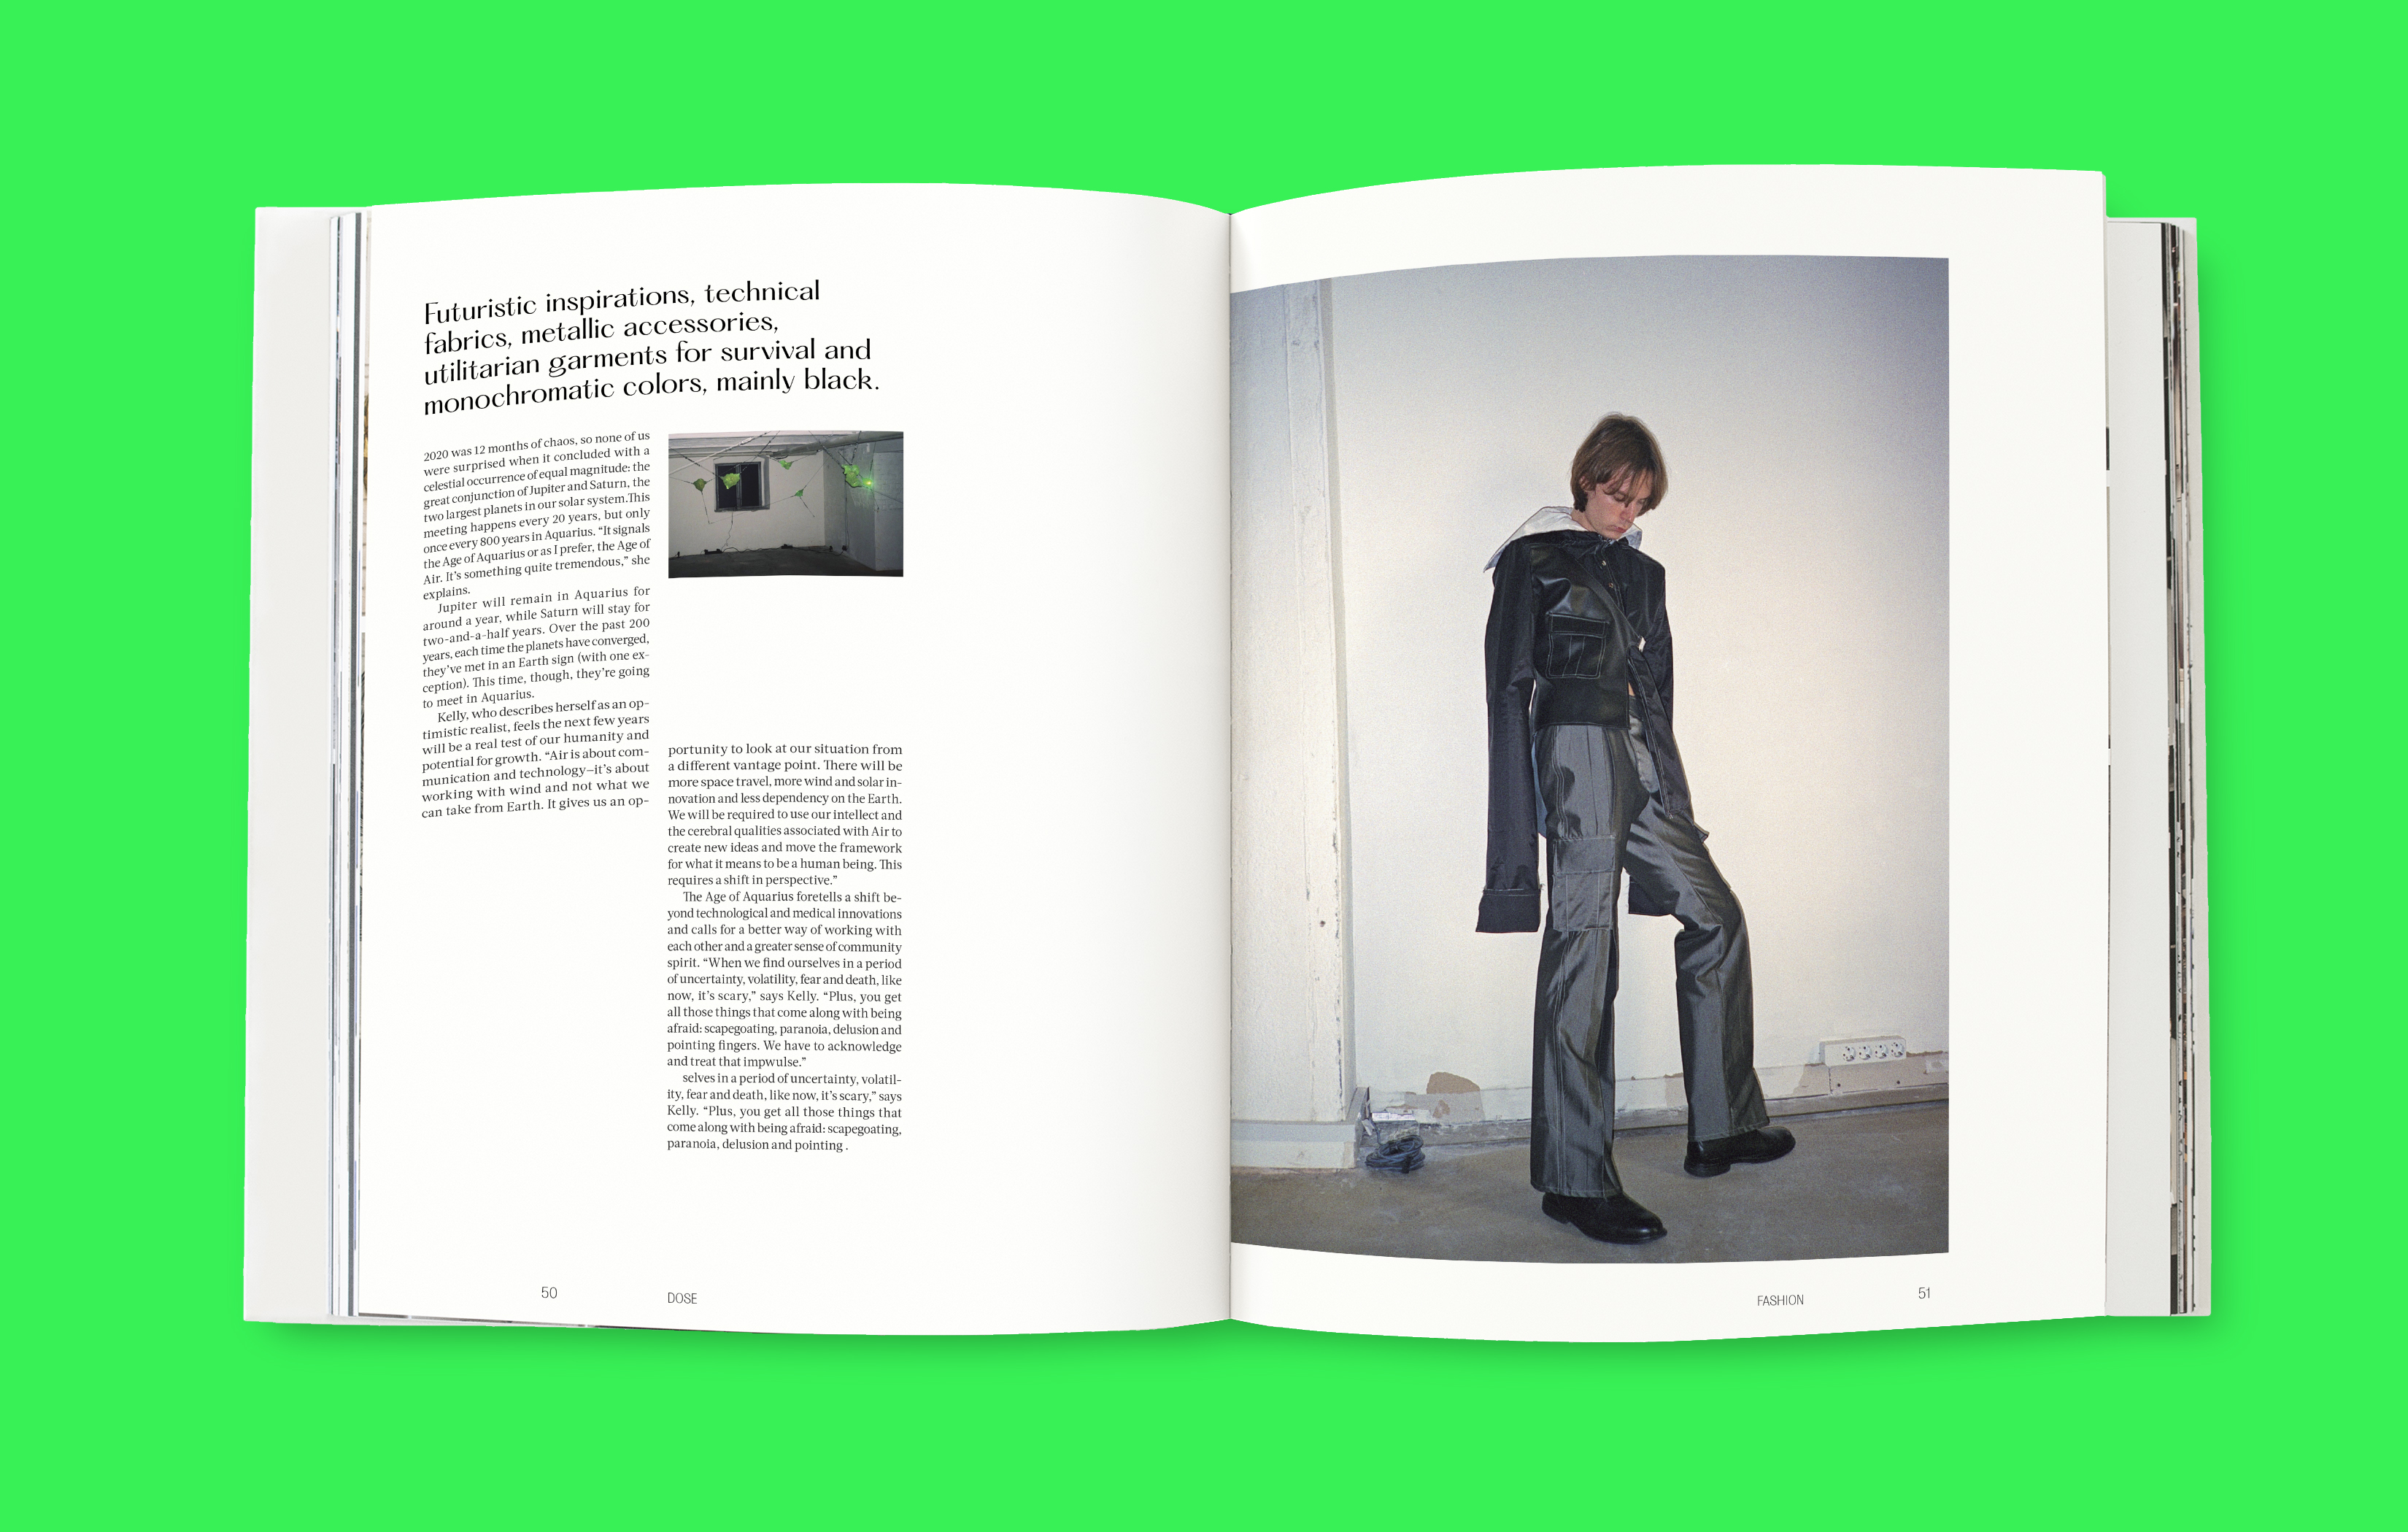 Futuristic inspirations, technical
fabrics, metallic accessories,
utilitarian garments for survival and
monochromatic colors, mainly black.
2020 was 12 months of chaos, so none of us
were surprised when it concluded with a
celestial occurrence of equal magnitude: the
great conjunction of Jupiter and Saturn, the
two largest planets in our solar system.This
meeting happens every 20 years, but only
once every 800 years in Aquarius. “It signals
the Age of Aquarius or as I prefer, the Age of
Air. It’s something quite tremendous,” she
explains.
Jupiter will remain in Aquarius for
around a year, while Saturn will stay for
two-and-a-half years. Over the past 200
years, each time the planets have converged,
they’ve met in an Earth sign (with one ex-
ception). This time, though, they’re going
to meet in Aquarius.
Kelly, who describes herself as an op-
timistic realist, feels the next few years
will be a real test of our humanity and
potential for growth. “Air is about com-
munication and technology—it’s about
working with wind and not what we
can take from Earth. It gives us an op-
portunity to look at our situation from
a different vantage point. There will be
more space travel, more wind and solar in-
novation and less dependency on the Earth.
We will be required to use our intellect and
the cerebral qualities associated with Air to
create new ideas and move the framework
for what it means to be a human being. This
requires a shift in perspective.”
The Age of Aquarius foretells a shift be-
yond technological and medical innovations
and calls for a better way of working with
each other and a greater sense of community
spirit. “When we find ourselves in a period
of uncertainty, volatility, fear and death, like
now, it’s scary,” says Kelly. “Plus, you get
all those things that come along with being
afraid: scapegoating, paranoia, delusion and
pointing fingers. We have to acknowledge
and treat that impwulse.”
selves in a period of uncertainty, volatil-
ity, fear and death, like now, it’s scary,” says
Kelly. “Plus, you get all those things that
come along with being afraid: scapegoating,
paranoia, delusion and pointing .
50
DOSE
FASHION
51